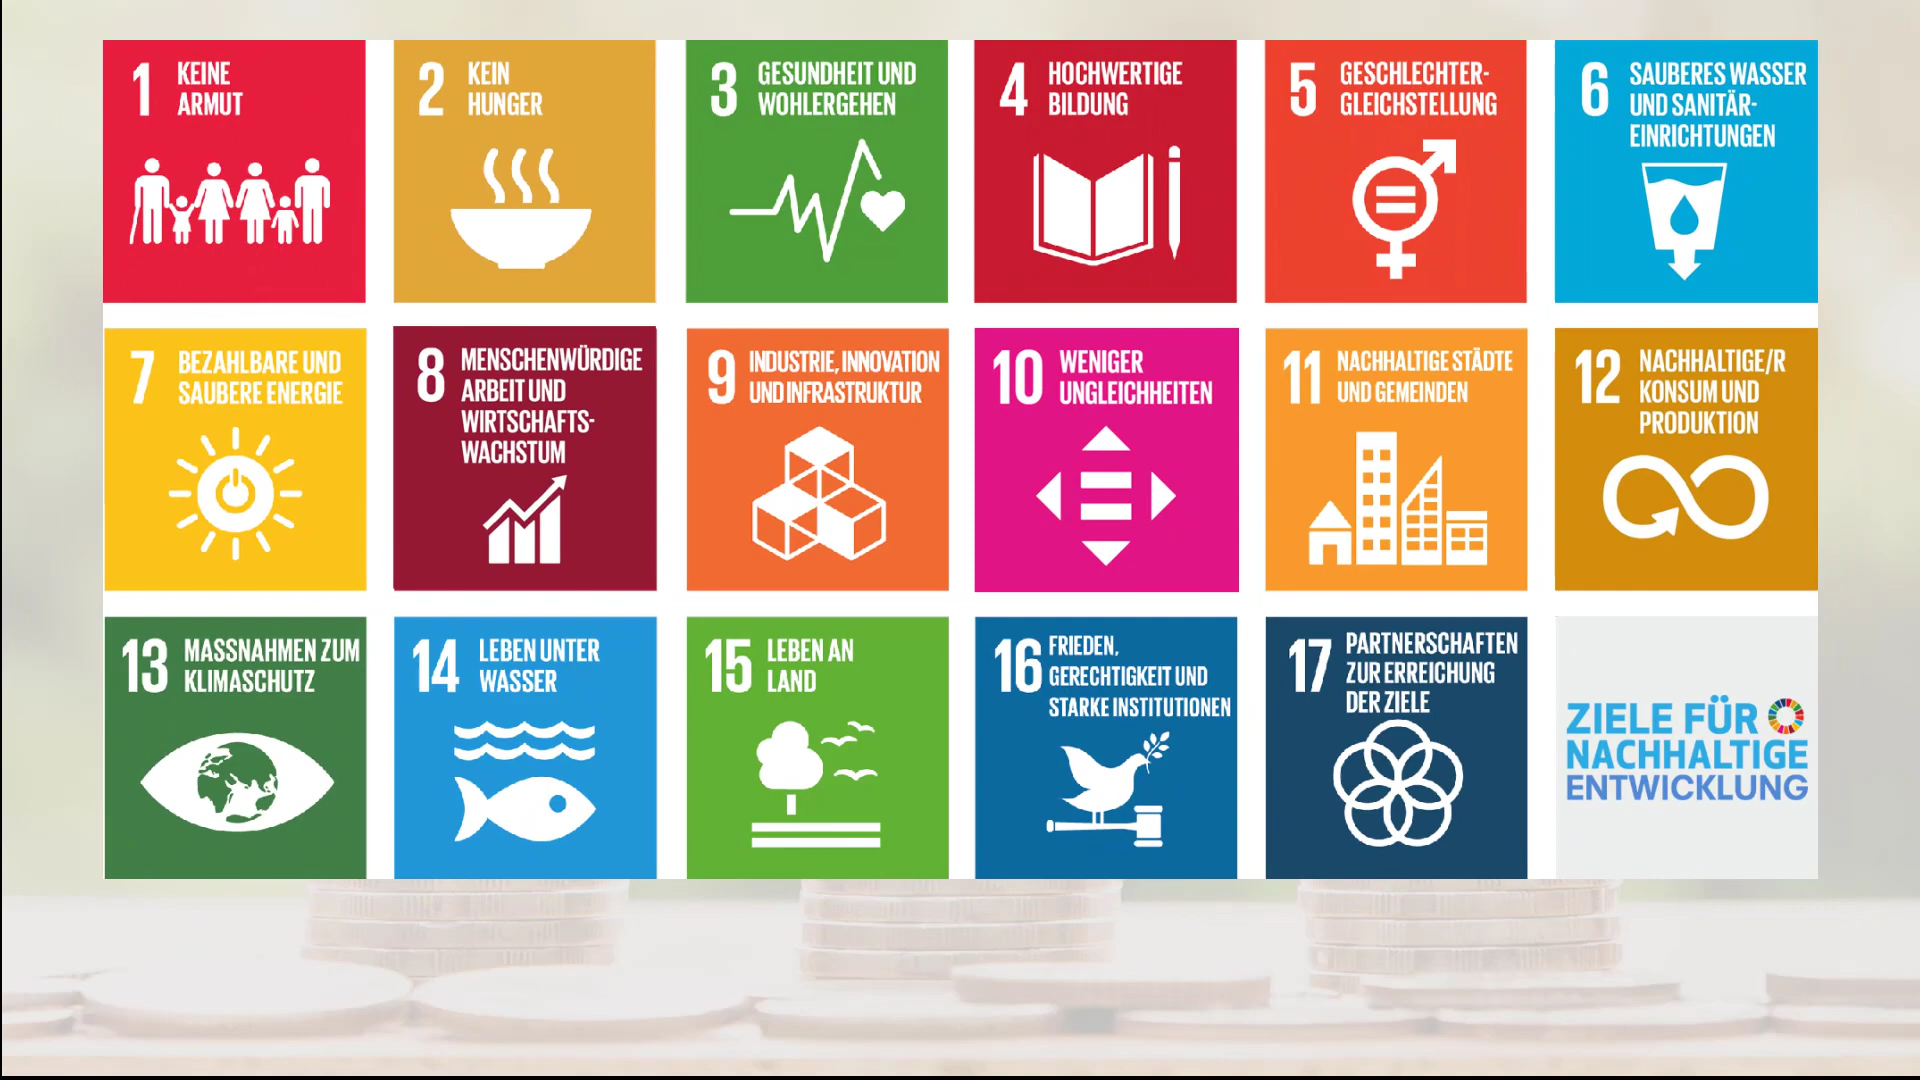 1 KEINE
ARMUT
2 KEIN
HUNGER
3 GESUNDHEIT UND
WOHLERGEHEN
4 HOCHWERTIGE
BILDUNG
5 GESCHLECHTER-
GLEICHSTELLUNG
6 SAUBERES WASSER
UND SANITÄR-
EINRICHTUNGEN
7 BEZAHLBARE UND
SAUBERE ENERGIE
8 MENSCHENWÜRDIGE
ARBEIT UND
WIRTSCHAFTS-
WACHSTUM
9 INDUSTRIE, INNOVATION
UND INFRASTRUKTUR
10 WENIGER
UNGLEICHHEITEN
11 NACHHALTIGE STÄDTE
UND GEMEINDEN
12 NACHHALTIGE/R
KONSUM UND
PRODUKTION
13 MASSNAHMEN ZUM
KLIMASCHUTZ
14 LEBEN UNTER
WASSER
15 LEBEN AN
LAND
16 FRIEDEN,
GERECHTIGKEIT UND
STARKE INSTITUTIONEN
17 PARTNERSCHAFTEN
ZUR ERREICHUNG
DER ZIELE
ZIELE FÜR
NACHHALTIGE
ENTWICKLUNG